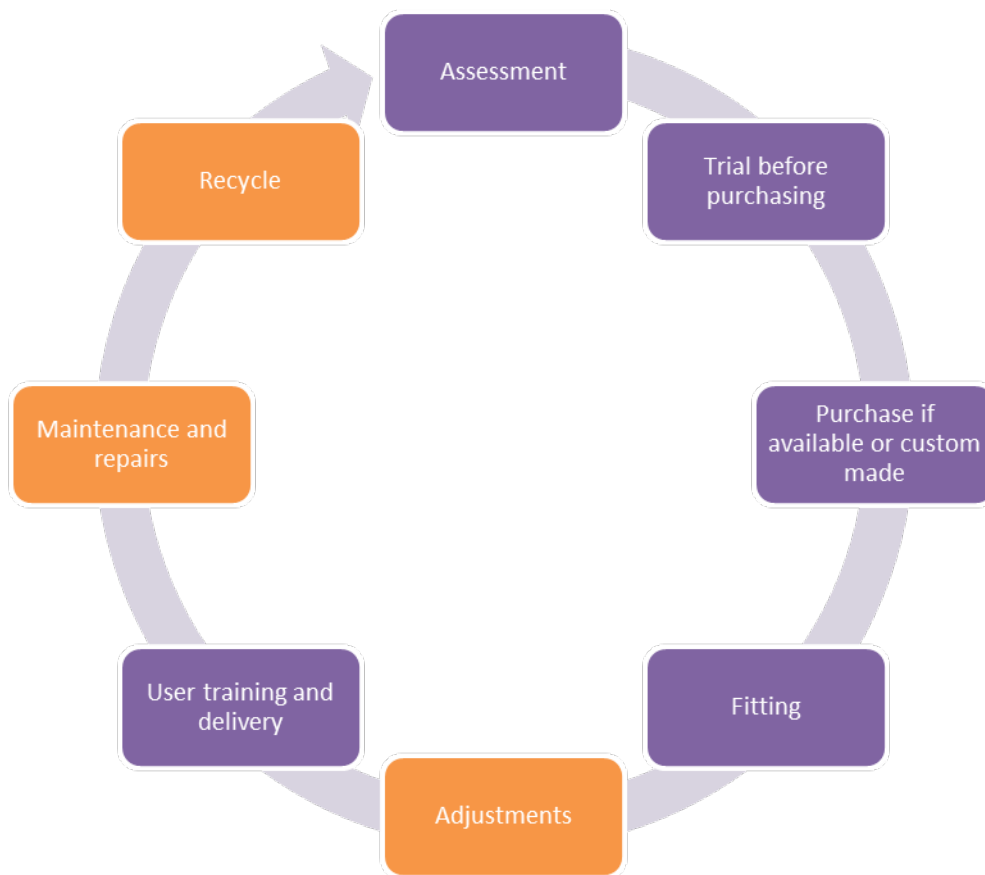 Assessment
Trial before
purchasing
Purchase if
available or custom
made
Fitting
Adjustments
User training and
delivery
Maintenance and
repairs
Recycle